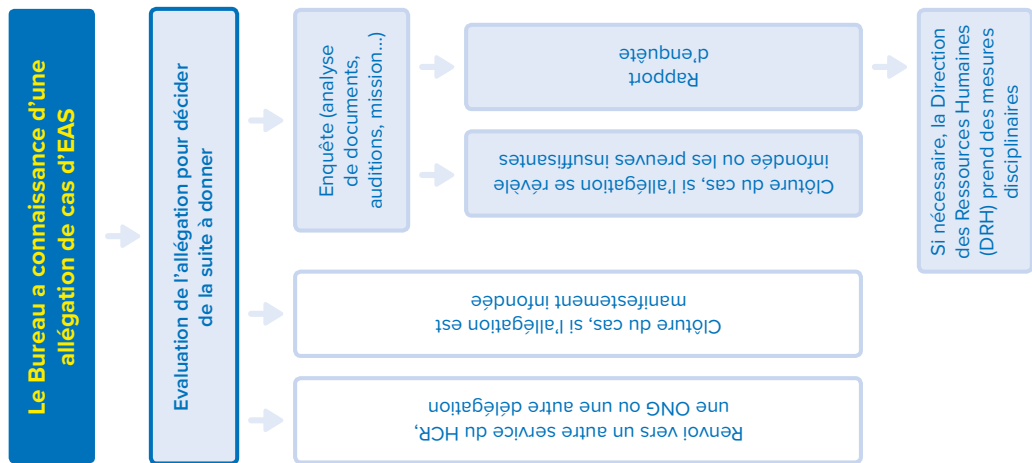 Le Bureau a connaissance d'une
allégation de cas d'EAS
Evaluation de l'allégation pour décider
de la suite à donner
Enquête (analyse
de documents,
auditions, mission...)
Rapport
d'enquête
Clôture du cas, si l'allégation se révèle
infondée ou les preuves insuffisantes
Si nécessaire, la Direction
des Ressources Humaines
(DRH) prend des mesures
disciplinaires
Clôture du cas, si l'allégation est
manifestement infondée
Renvoi vers un autre service du HCR,
une ONG ou une autre délégation